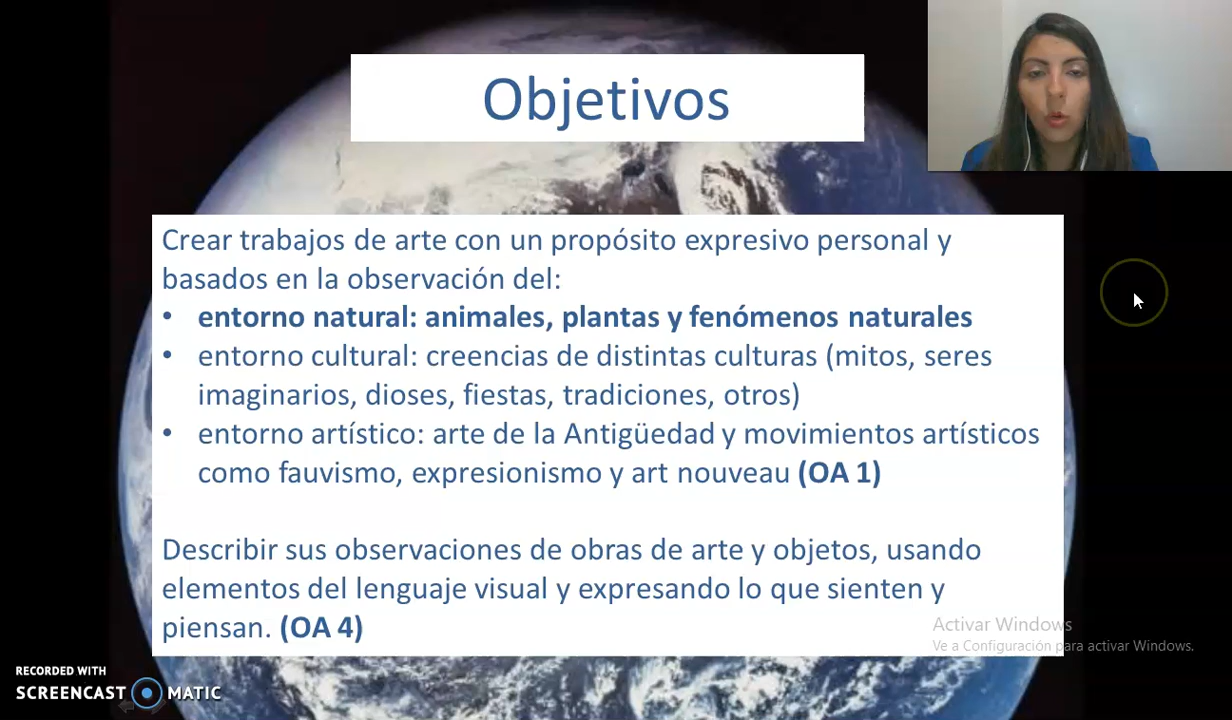 Objetivos
Crear trabajos de arte con un propósito expresivo personal y
basados en la observación del:
• entorno natural: animales, plantas y fenómenos naturales
• entorno cultural: creencias de distintas culturas (mitos, seres
imaginarios, dioses, fiestas, tradiciones, otros)
• entorno artístico: arte de la Antigüedad y movimientos artísticos
como fauvismo, expresionismo y art nouveau (OA 1)
Describir sus observaciones de obras de arte y objetos, usando
elementos del lenguaje visual y expresando lo que sienten y
piensan. (OA 4)
Activar Windows
Ve a Configuración para activar Windows.
RECORDED WITH
SCREENCAST MATIC